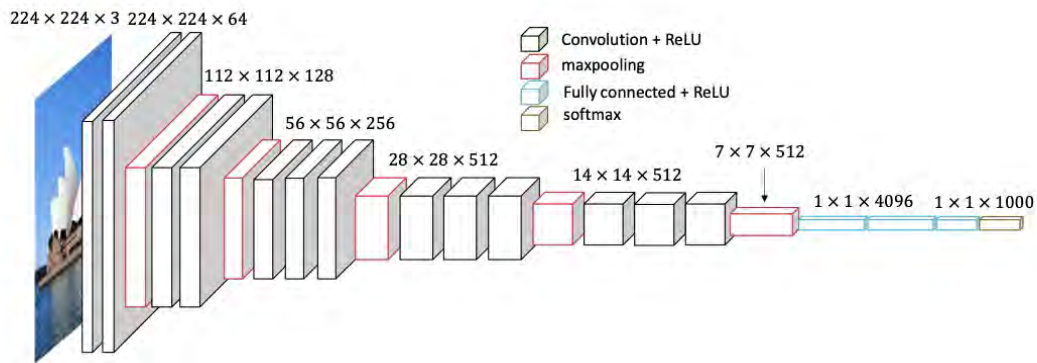 224 × 224 × 3
224 × 224 × 64
112 × 112 × 128
56 × 56 × 256
28 × 28 × 512
14 × 14 × 512
7 × 7 × 512
1 × 1 × 4096
1 × 1 × 1000
Convolution + ReLU
maxpooling
Fully connected + ReLU
softmax